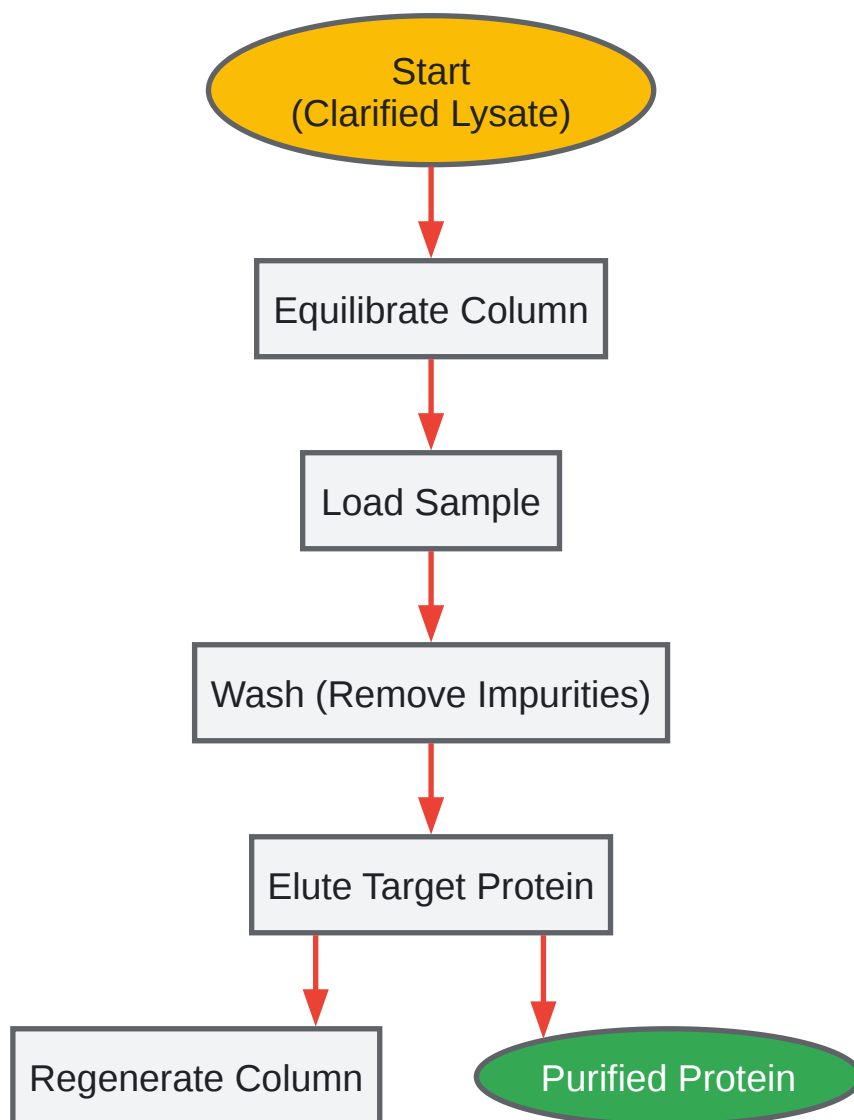 Start
(Clarified Lysate)
Equilibrate Column
Load Sample
Wash (Remove Impurities)
Elute Target Protein
Regenerate Column
Purified Protein